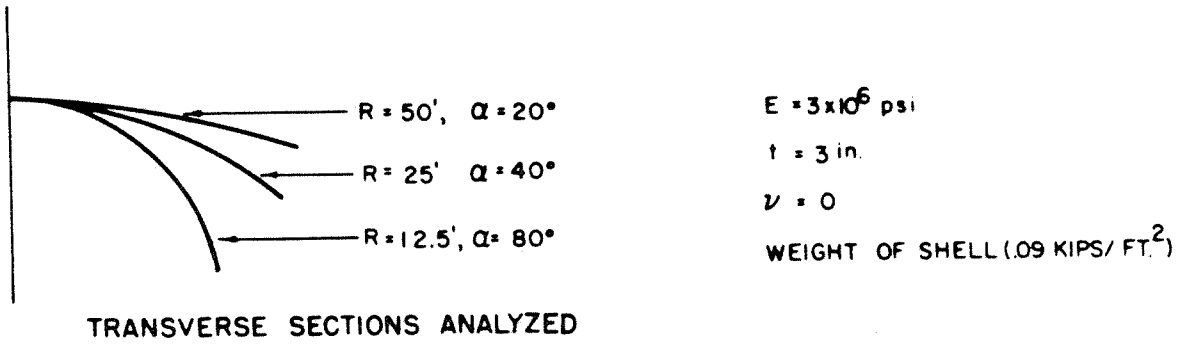 R = 50', α = 20°
R = 25' α = 40°
R = 12.5', α = 80°
E = 3x10⁶ psi
t = 3 in.
ν = 0
WEIGHT OF SHELL (.09 KIPS/FT.²)
TRANSVERSE SECTIONS ANALYZED